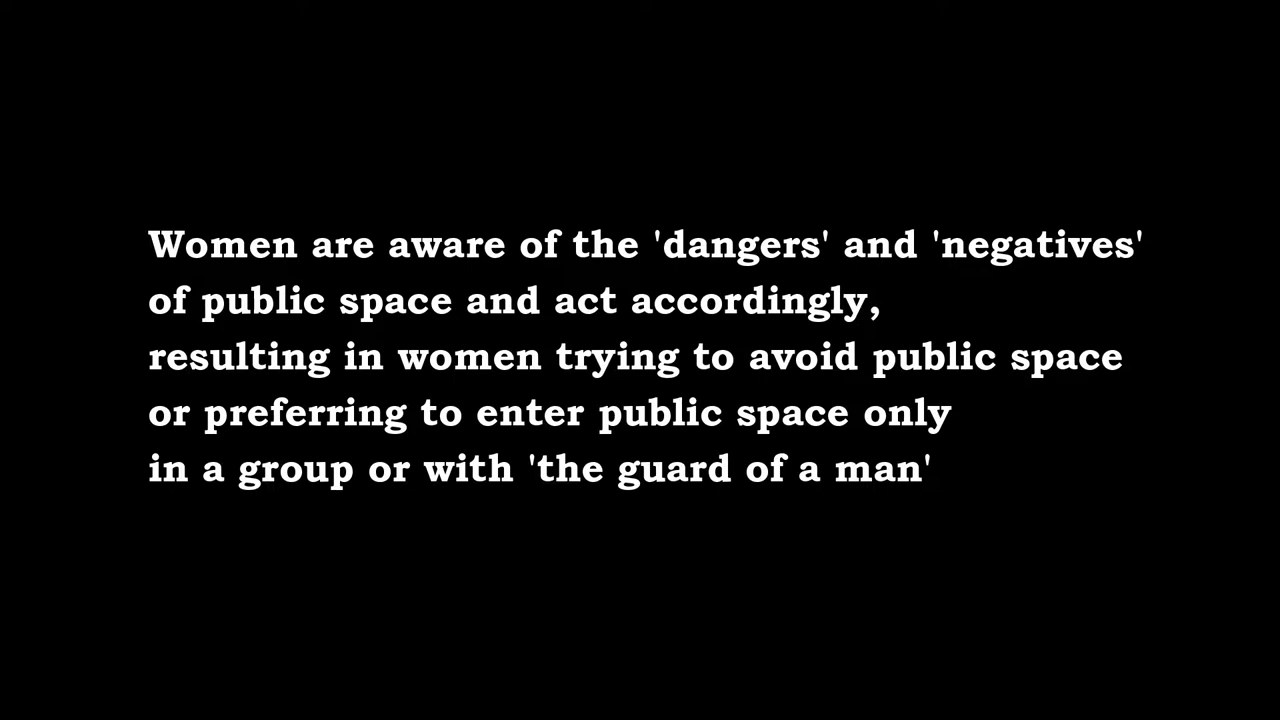 Women are aware of the 'dangers' and 'negatives'
of public space and act accordingly,
resulting in women trying to avoid public space
or preferring to enter public space only
in a group or with 'the guard of a man'